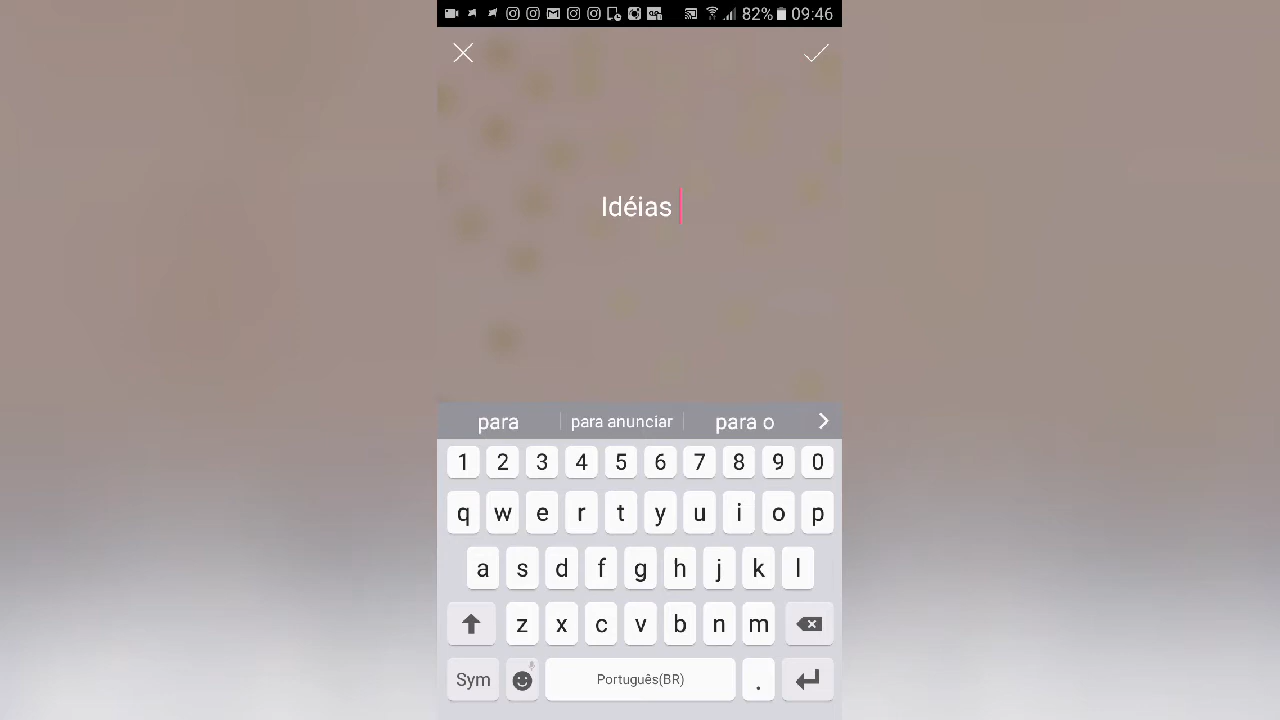 82% 09:46
Idéias
para para anunciar para o
1 2 3 4 5 6 7 8 9 0
q w e r t y u i o p
a s d f g h j k l
z x c v b n m
Sym Português(BR) .